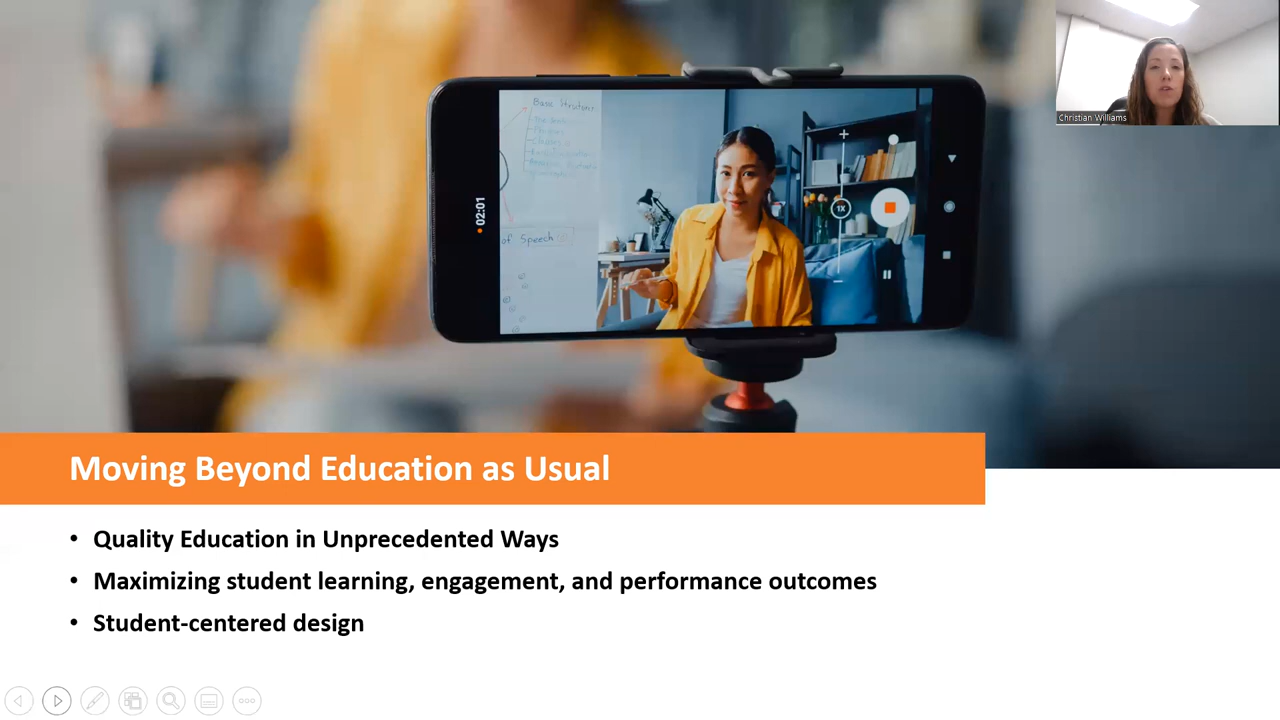 Christian Williams
Basic Structure
of Speech
02:01
1X
Moving Beyond Education as Usual
• Quality Education in Unprecedented Ways
• Maximizing student learning, engagement, and performance outcomes
• Student-centered design